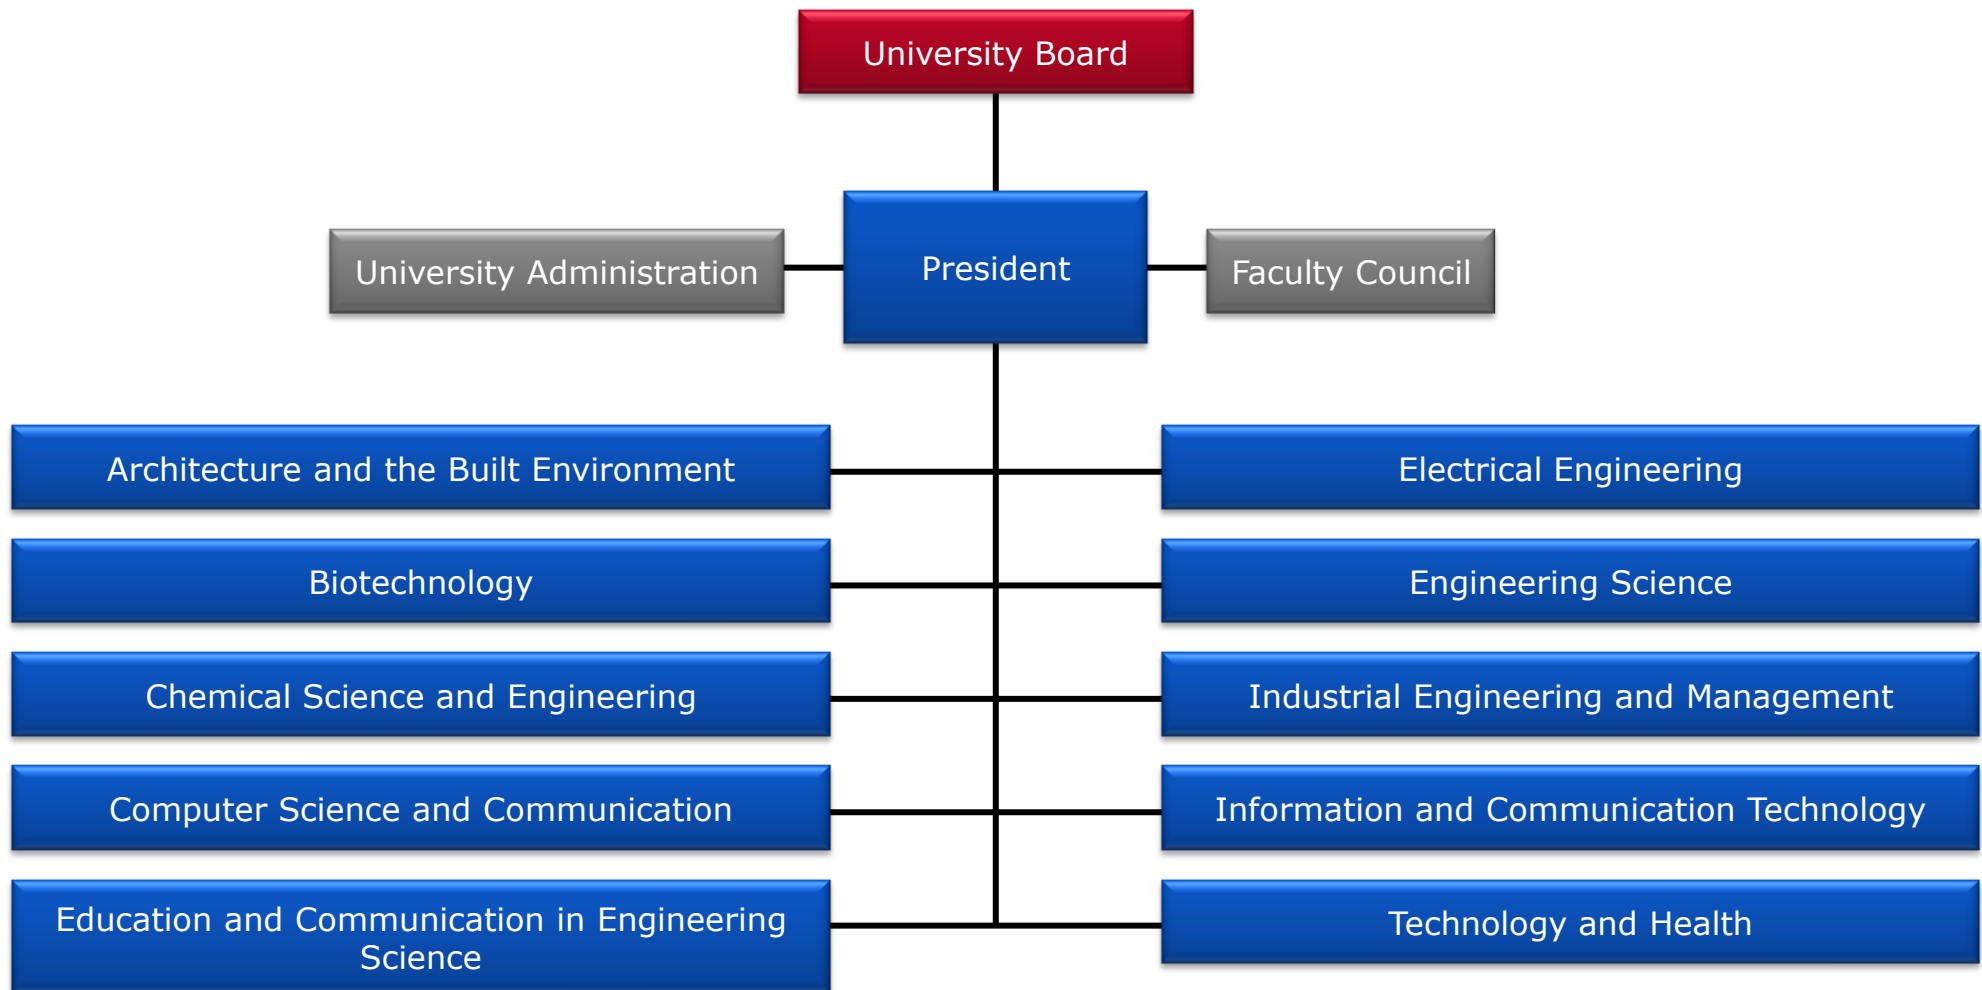 University Board
University Administration
President
Faculty Council
Architecture and the Built Environment
Electrical Engineering
Biotechnology
Engineering Science
Chemical Science and Engineering
Industrial Engineering and Management
Computer Science and Communication
Information and Communication Technology
Education and Communication in Engineering
Science
Technology and Health